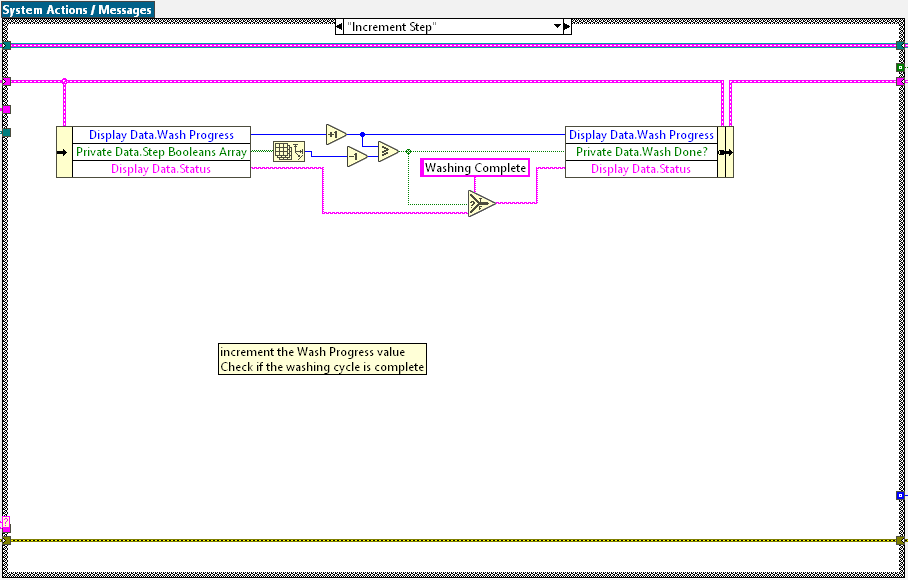 System Actions / Messages
"Increment Step"
Display Data.Wash Progress
Private Data.Step Booleans Array
Display Data.Status
+1
-1
≥
Washing Complete
?
T
F
Display Data.Wash Progress
Private Data.Wash Done?
Display Data.Status
increment the Wash Progress value
Check if the washing cycle is complete
?